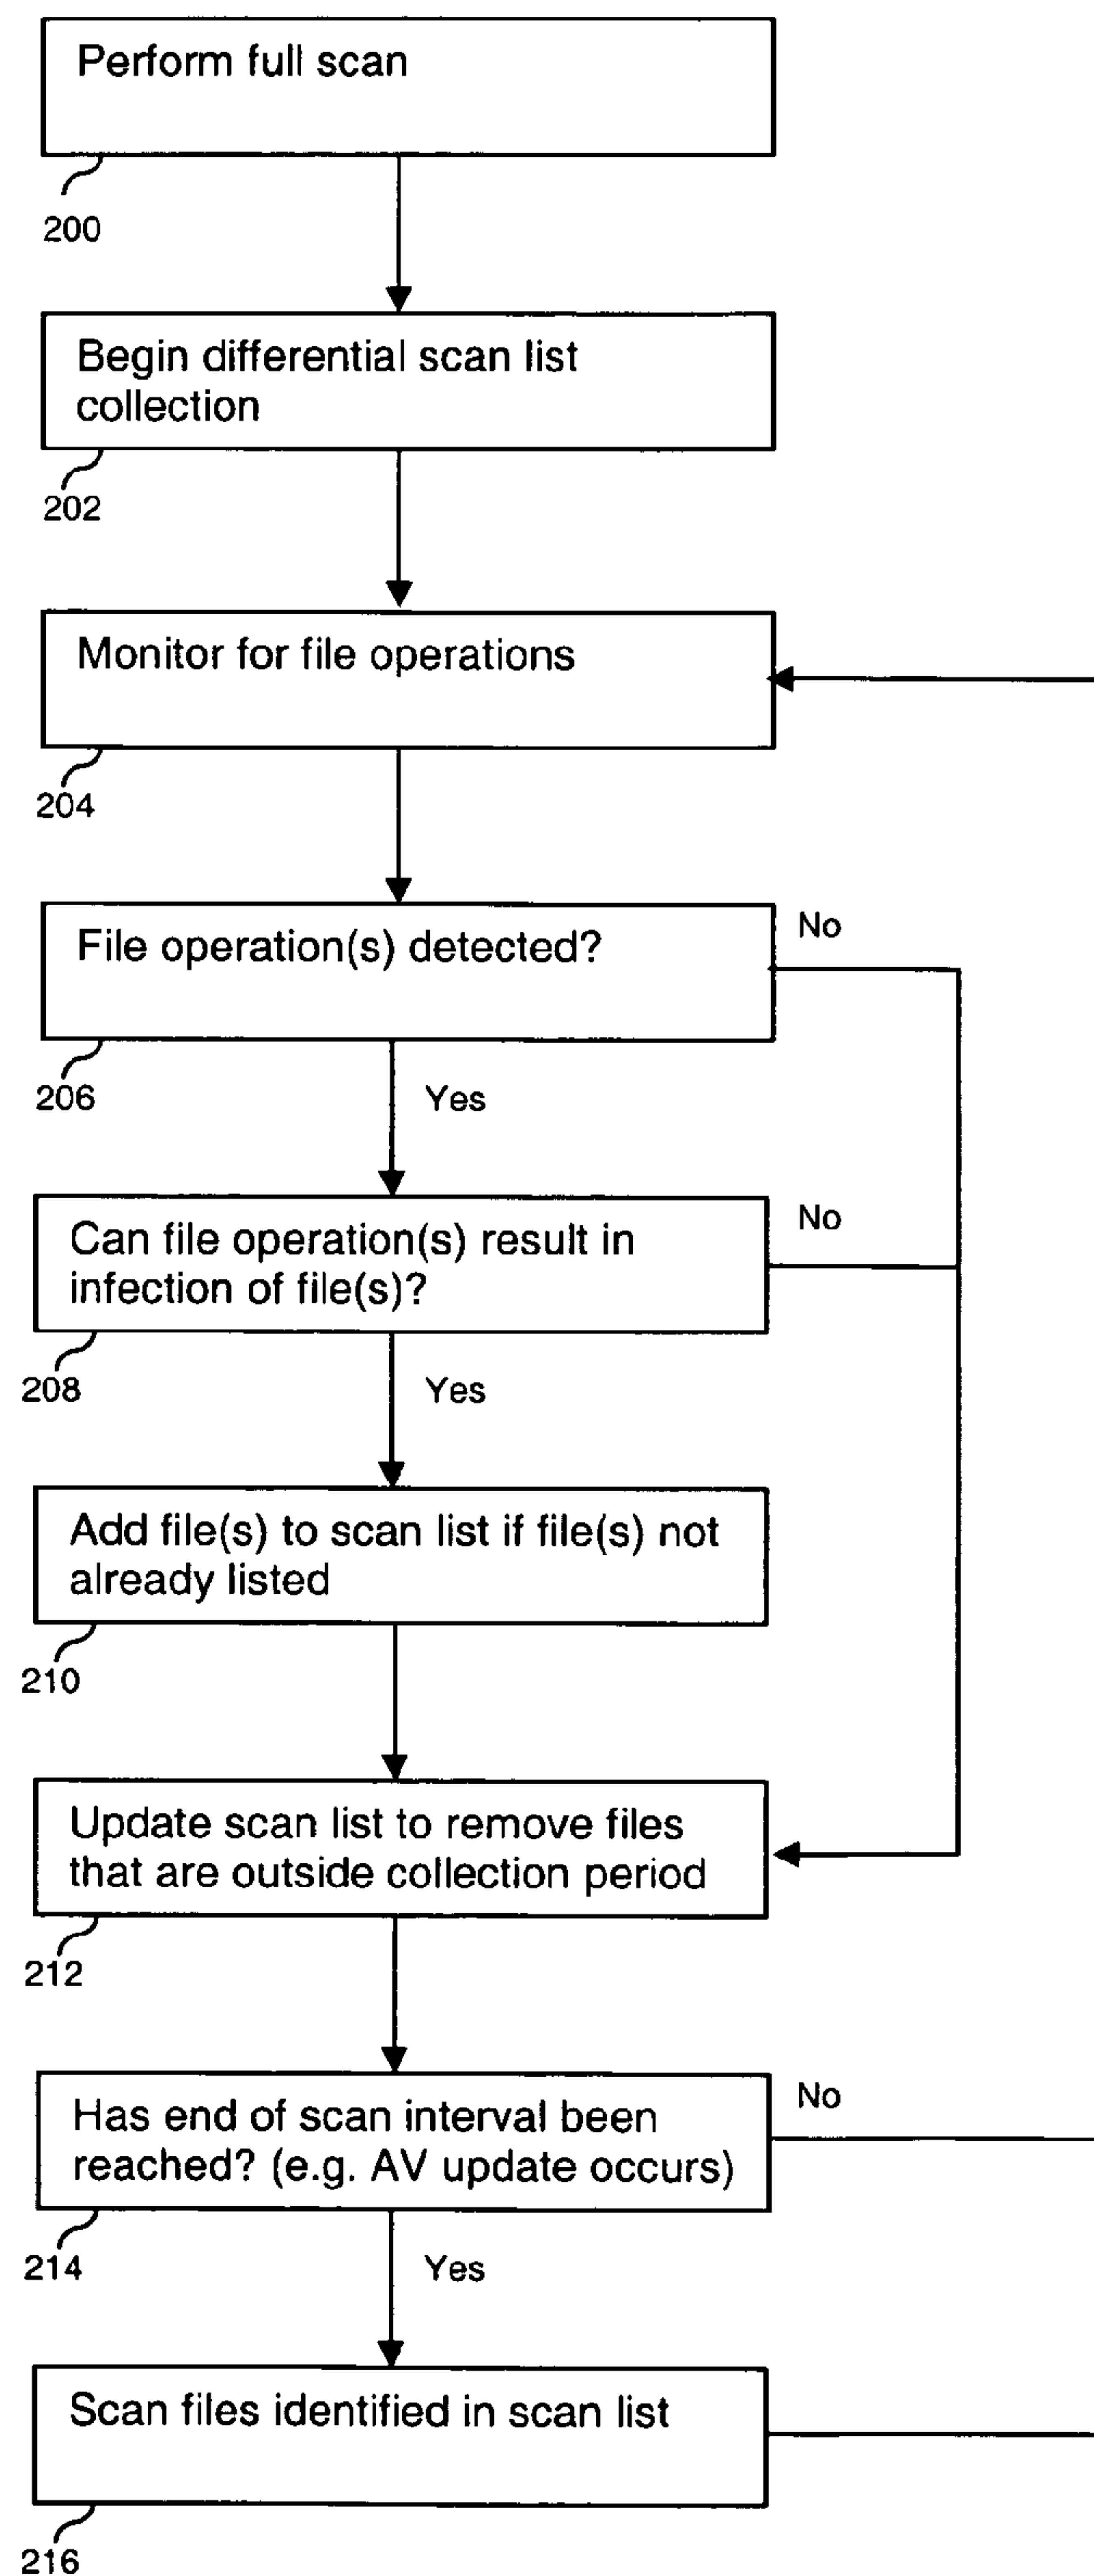 Perform full scan
200
Begin differential scan list
collection
202
Monitor for file operations
204
File operation(s) detected?
No
206
Yes
Can file operation(s) result in
infection of file(s)?
No
208
Yes
Add file(s) to scan list if file(s) not
already listed
210
Update scan list to remove files
that are outside collection period
212
Has end of scan interval been
reached? (e.g. AV update occurs)
No
214
Yes
Scan files identified in scan list
216